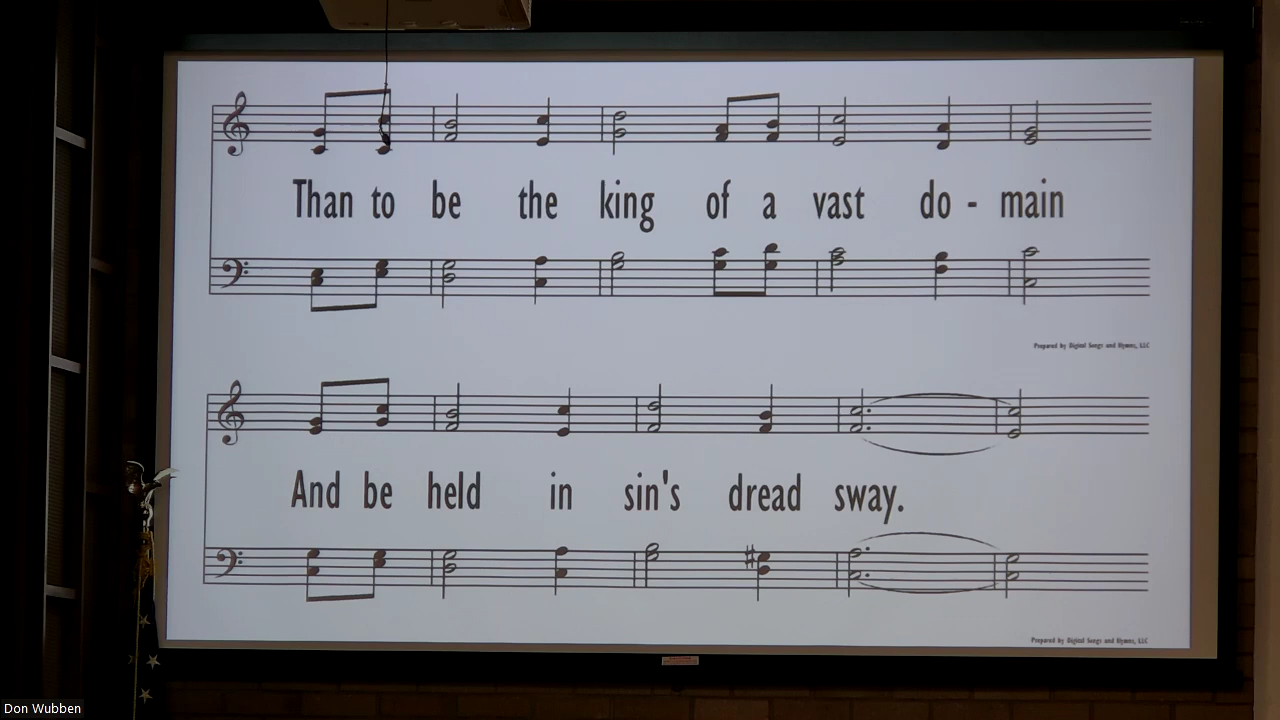 Than to be the king of a vast do - main
Prepared by Digital Songs and Hymns, LLC
And be held in sin's dread sway.
Prepared by Digital Songs and Hymns, LLC
Don Wubben